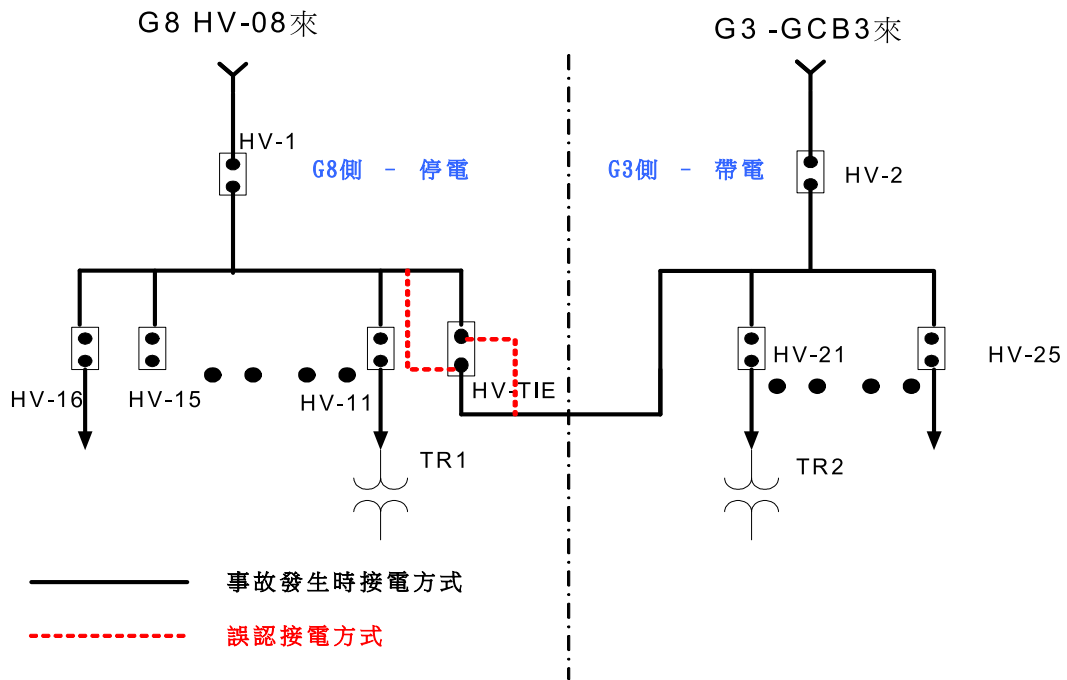 G8 HV-08來
G3 -GCB3來
HV-1
G8側 - 停電
G3側 - 帶電
HV-2
HV-16
HV-15
HV-11
HV-TIE
HV-21
HV-25
TR1
TR2
事故發生時接電方式
誤認接電方式